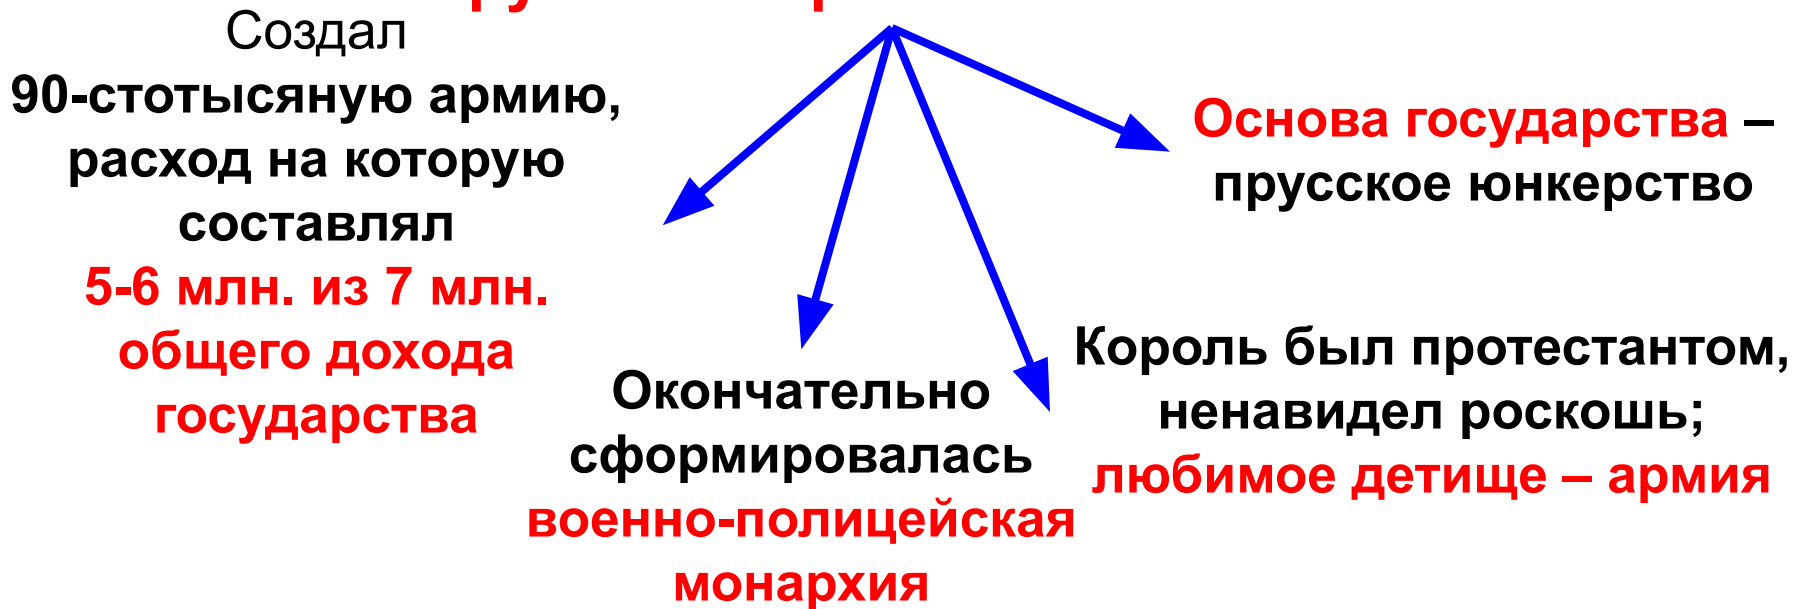 Создал
90-стотысяную армию,
расход на которую
составлял
5-6 млн. из 7 млн.
общего дохода
государства
Окончательно
сформировалась
военно-полицейская
монархия
Король был протестантом,
ненавидел роскошь;
любимое детище – армия
Основа государства –
прусское юнкерство